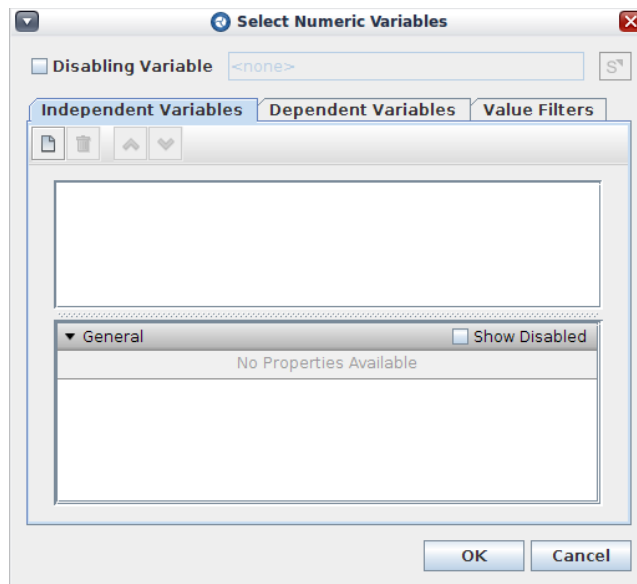 Select Numeric Variables
Disabling Variable <none> S
Independent Variables Dependent Variables Value Filters
General Show Disabled
No Properties Available
OK Cancel